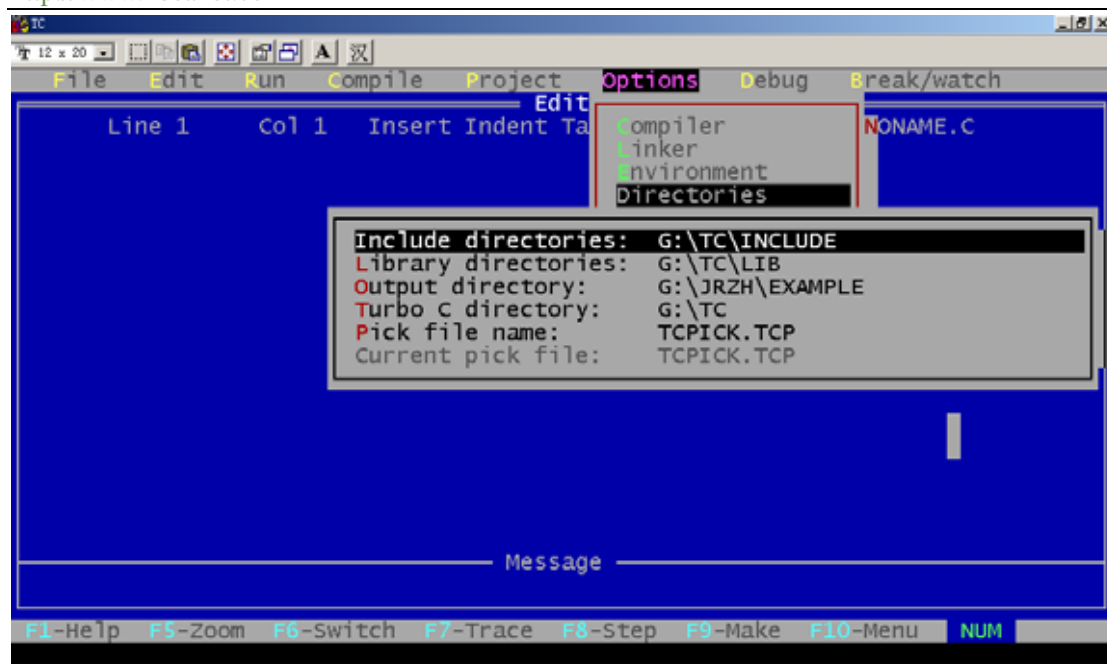 TC
Tr 12 x 20 A 汉
File Edit Run Compile Project Options Debug Break/watch
Edit
Line 1 Col 1 Insert Indent Ta NONAME.C
Compiler
Linker
Environment
Directories
Include directories: G:\TC\INCLUDE
Library directories: G:\TC\LIB
Output directory: G:\JRZH\EXAMPLE
Turbo C directory: G:\TC
Pick file name: TCPICK.TCP
Current pick file: TCPICK.TCP
Message
F1-Help F5-Zoom F6-Switch F7-Trace F8-Step F9-Make F10-Menu NUM